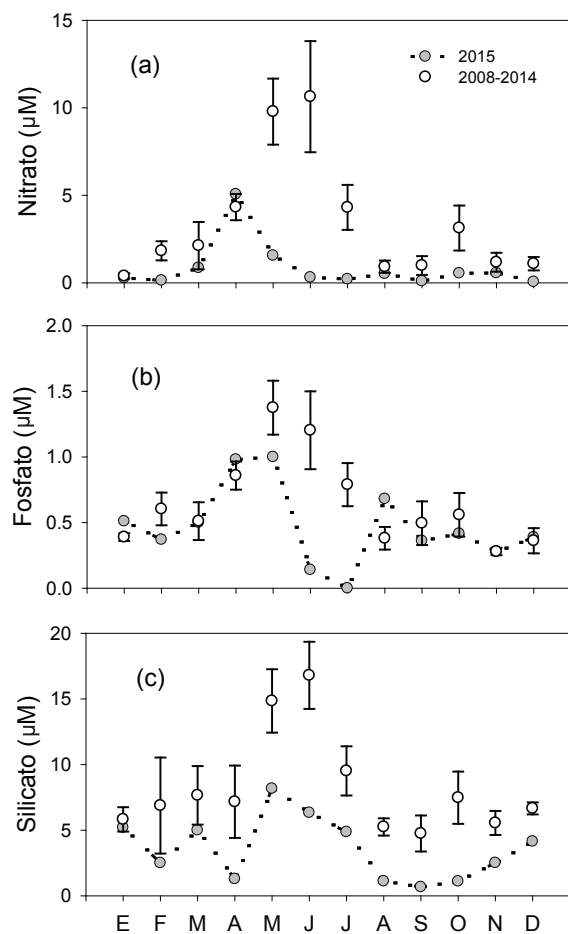 15
(a)
2015
2008-2014
10
5
0
Nitrato (µM)
2.0
(b)
1.5
1.0
0.5
0.0
Fosfato (µM)
20
(c)
15
10
5
0
Silicato (µM)
E F M A M J J A S O N D